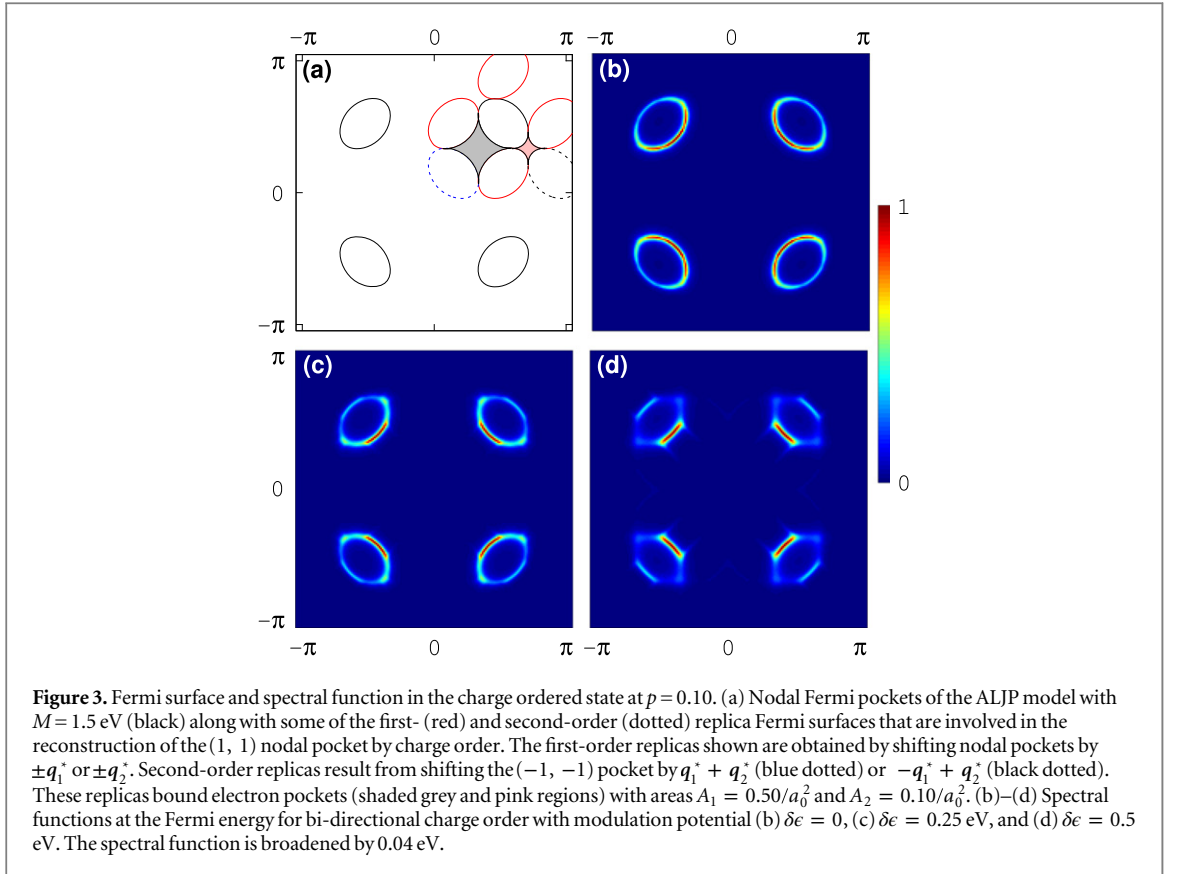 −π 0 π −π 0 π
π (a) (b)
0
−π
1
0
π (c) (d)
0
−π
−π 0 π −π 0 π
Figure 3. Fermi surface and spectral function in the charge ordered state at p = 0.10. (a) Nodal Fermi pockets of the ALJP model with
M = 1.5 eV (black) along with some of the first- (red) and second-order (dotted) replica Fermi surfaces that are involved in the
reconstruction of the (1, 1) nodal pocket by charge order. The first-order replicas shown are obtained by shifting nodal pockets by
±q₁* or ±q₂*. Second-order replicas result from shifting the (−1, −1) pocket by q₁* + q₂* (blue dotted) or −q₁* + q₂* (black dotted).
These replicas bound electron pockets (shaded grey and pink regions) with areas A₁ = 0.50/a₀² and A₂ = 0.10/a₀². (b)–(d) Spectral
functions at the Fermi energy for bi-directional charge order with modulation potential (b) δϵ = 0, (c) δϵ = 0.25 eV, and (d) δϵ = 0.5
eV. The spectral function is broadened by 0.04 eV.